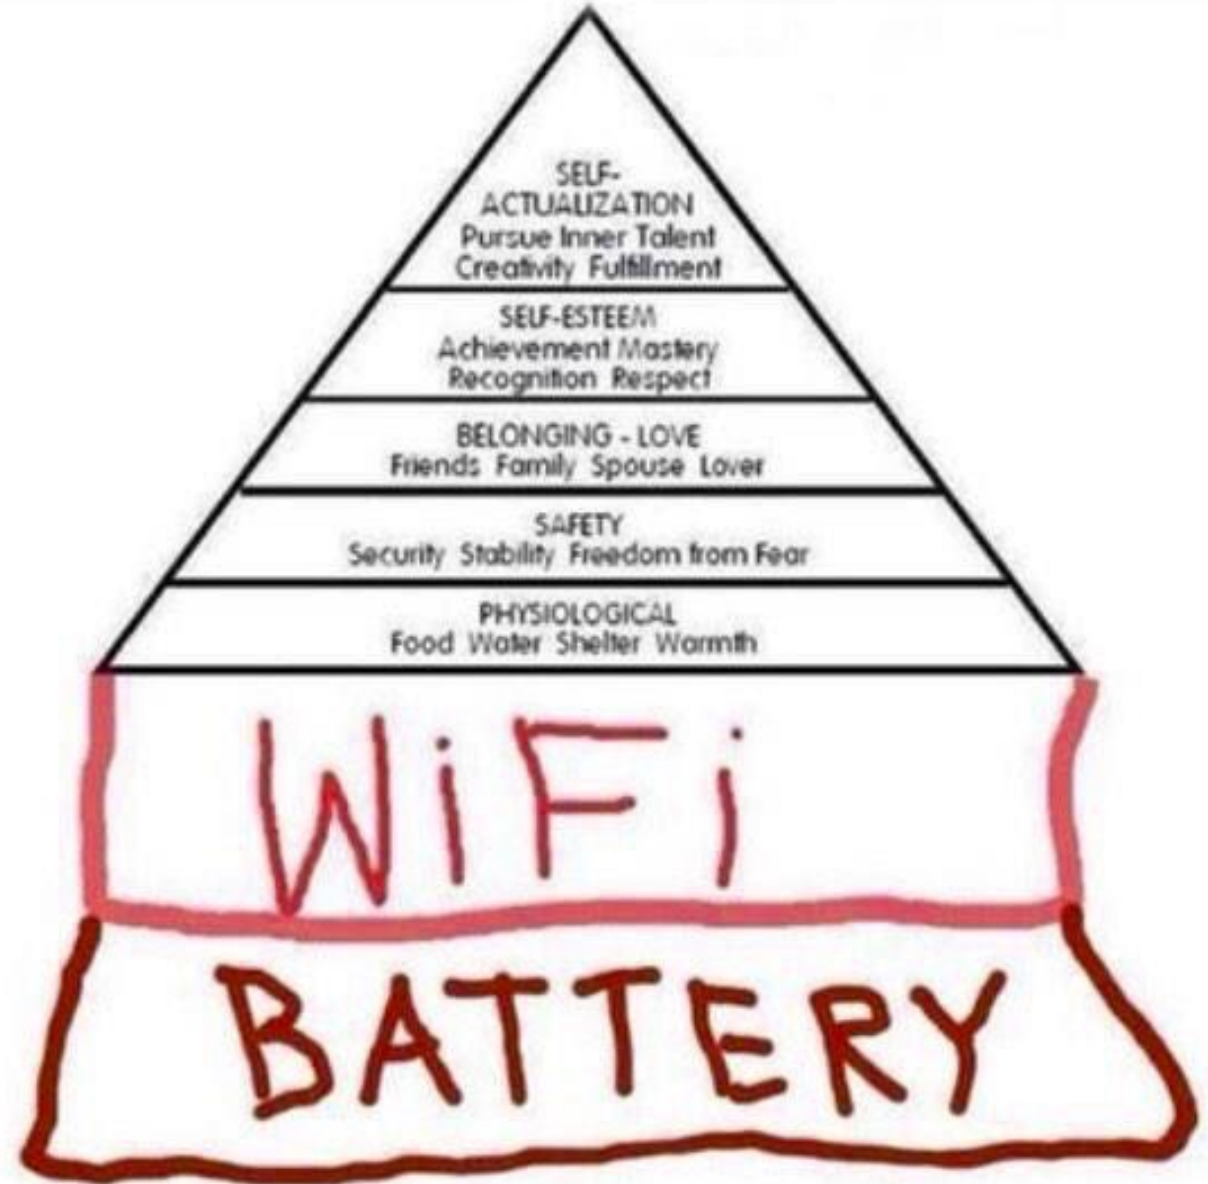 SELF-
ACTUALIZATION
Pursue Inner Talent
Creativity Fulfillment
SELF-ESTEEM
Achievement Mastery
Recognition Respect
BELONGING - LOVE
Friends Family Spouse Lover
SAFETY
Security Stability Freedom from Fear
PHYSIOLOGICAL
Food Water Shelter Warmth
WiFi
BATTERY